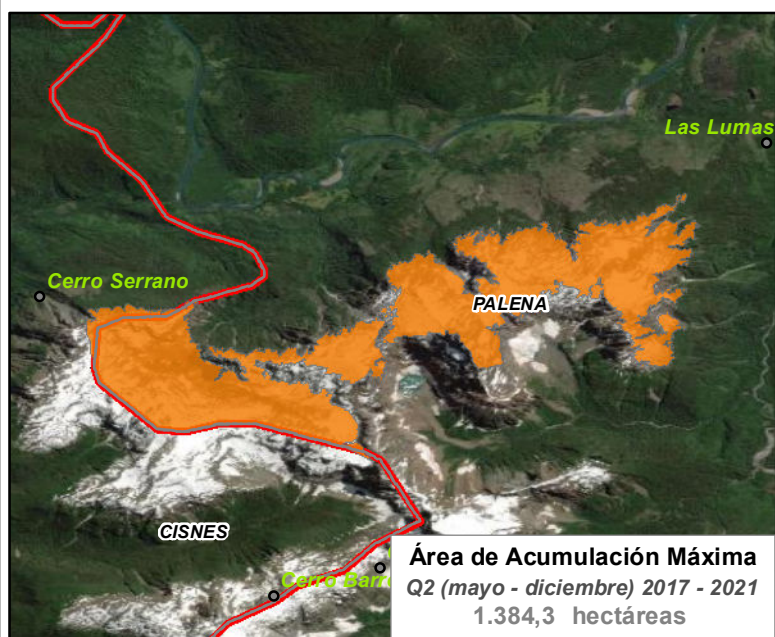 Las Lumas
Cerro Serrano
PALENA
CISNES
Cerro
Área de Acumulación Máxima
Q2 (mayo - diciembre) 2017 - 2021
1.384,3 hectáreas